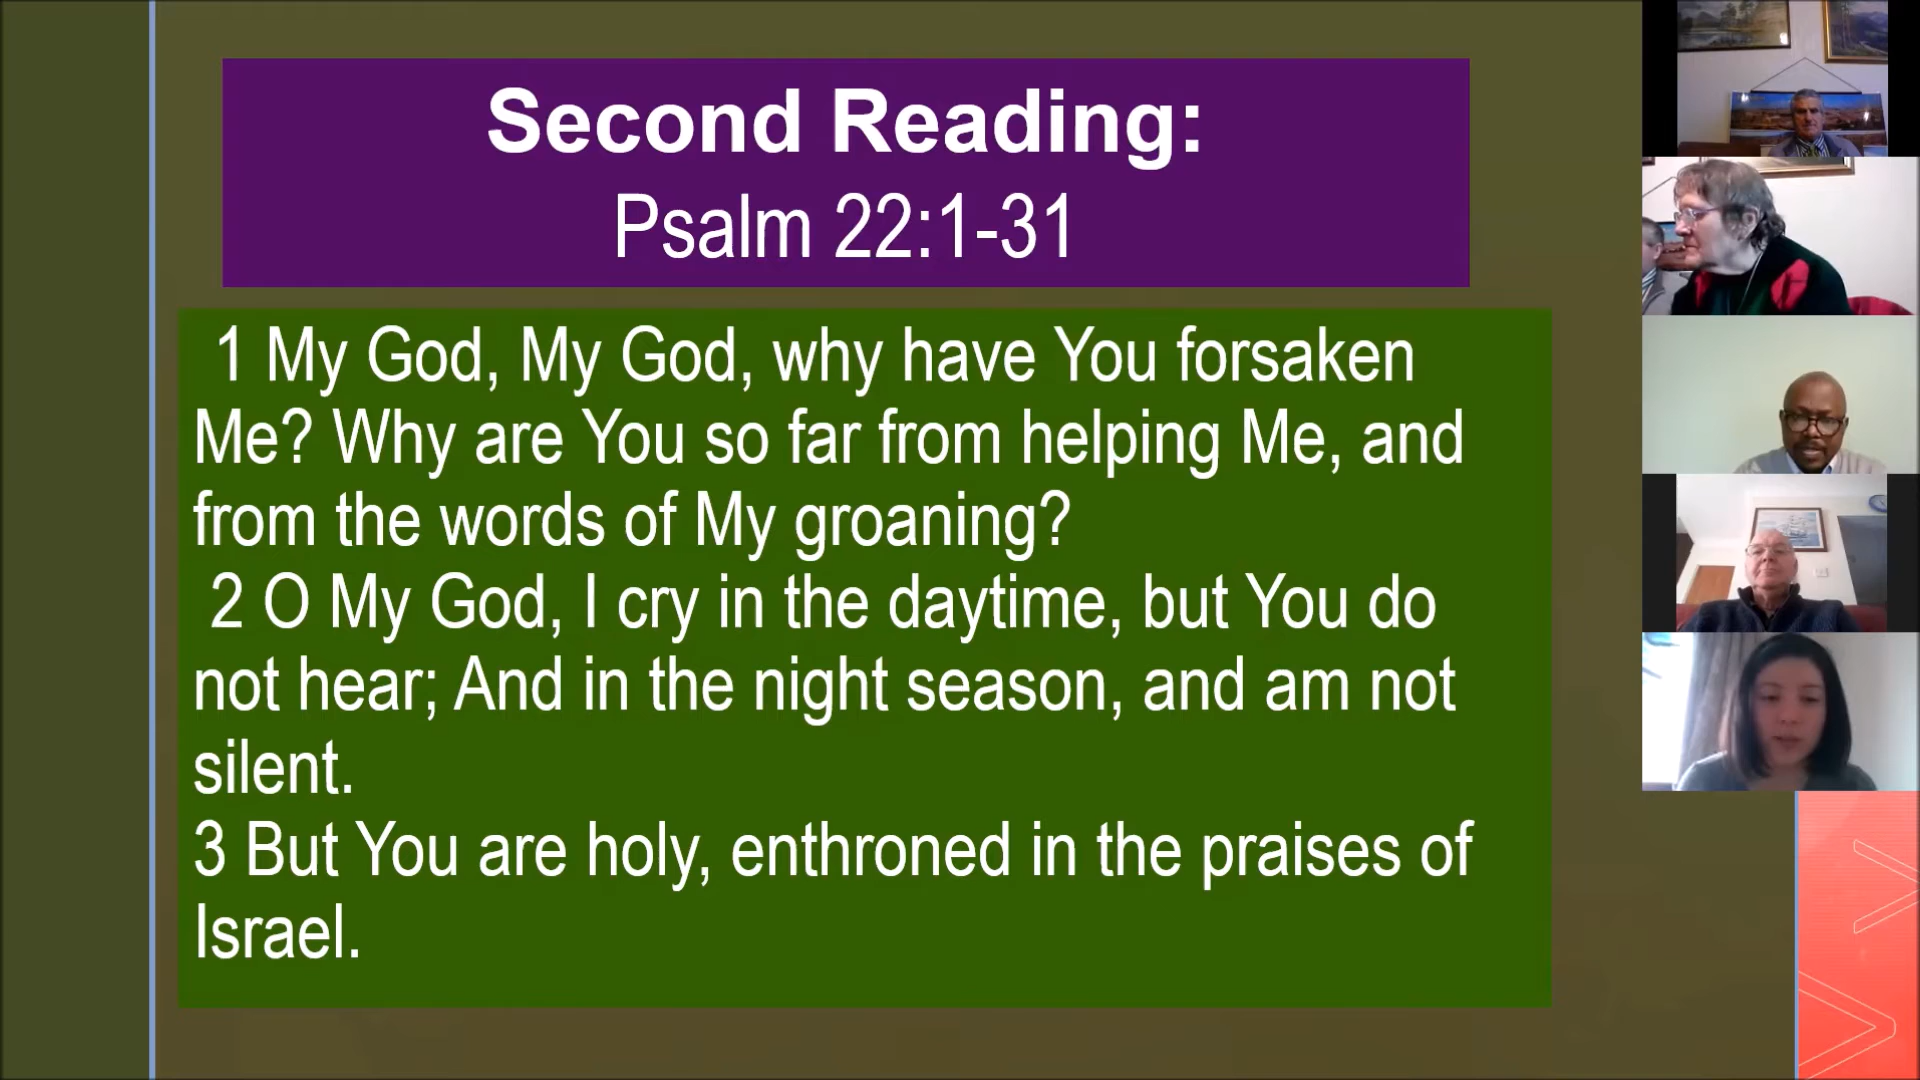 Second Reading:
Psalm 22:1-31
1 My God, My God, why have You forsaken
Me? Why are You so far from helping Me, and
from the words of My groaning?
2 O My God, I cry in the daytime, but You do
not hear; And in the night season, and am not
silent.
3 But You are holy, enthroned in the praises of
Israel.